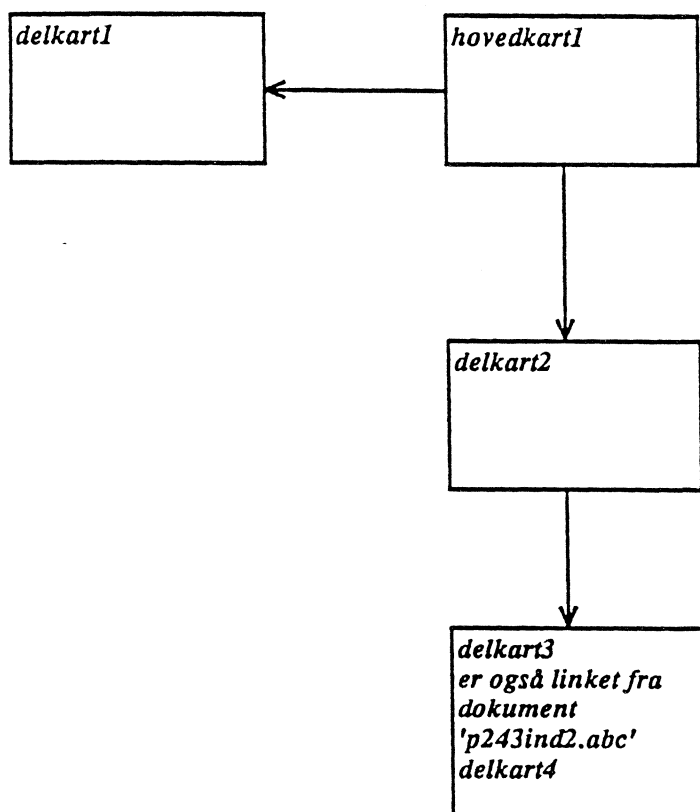 delkart1
hovedkart1
delkart2
delkart3
er også linket fra
dokument
'p243ind2.abc'
delkart4